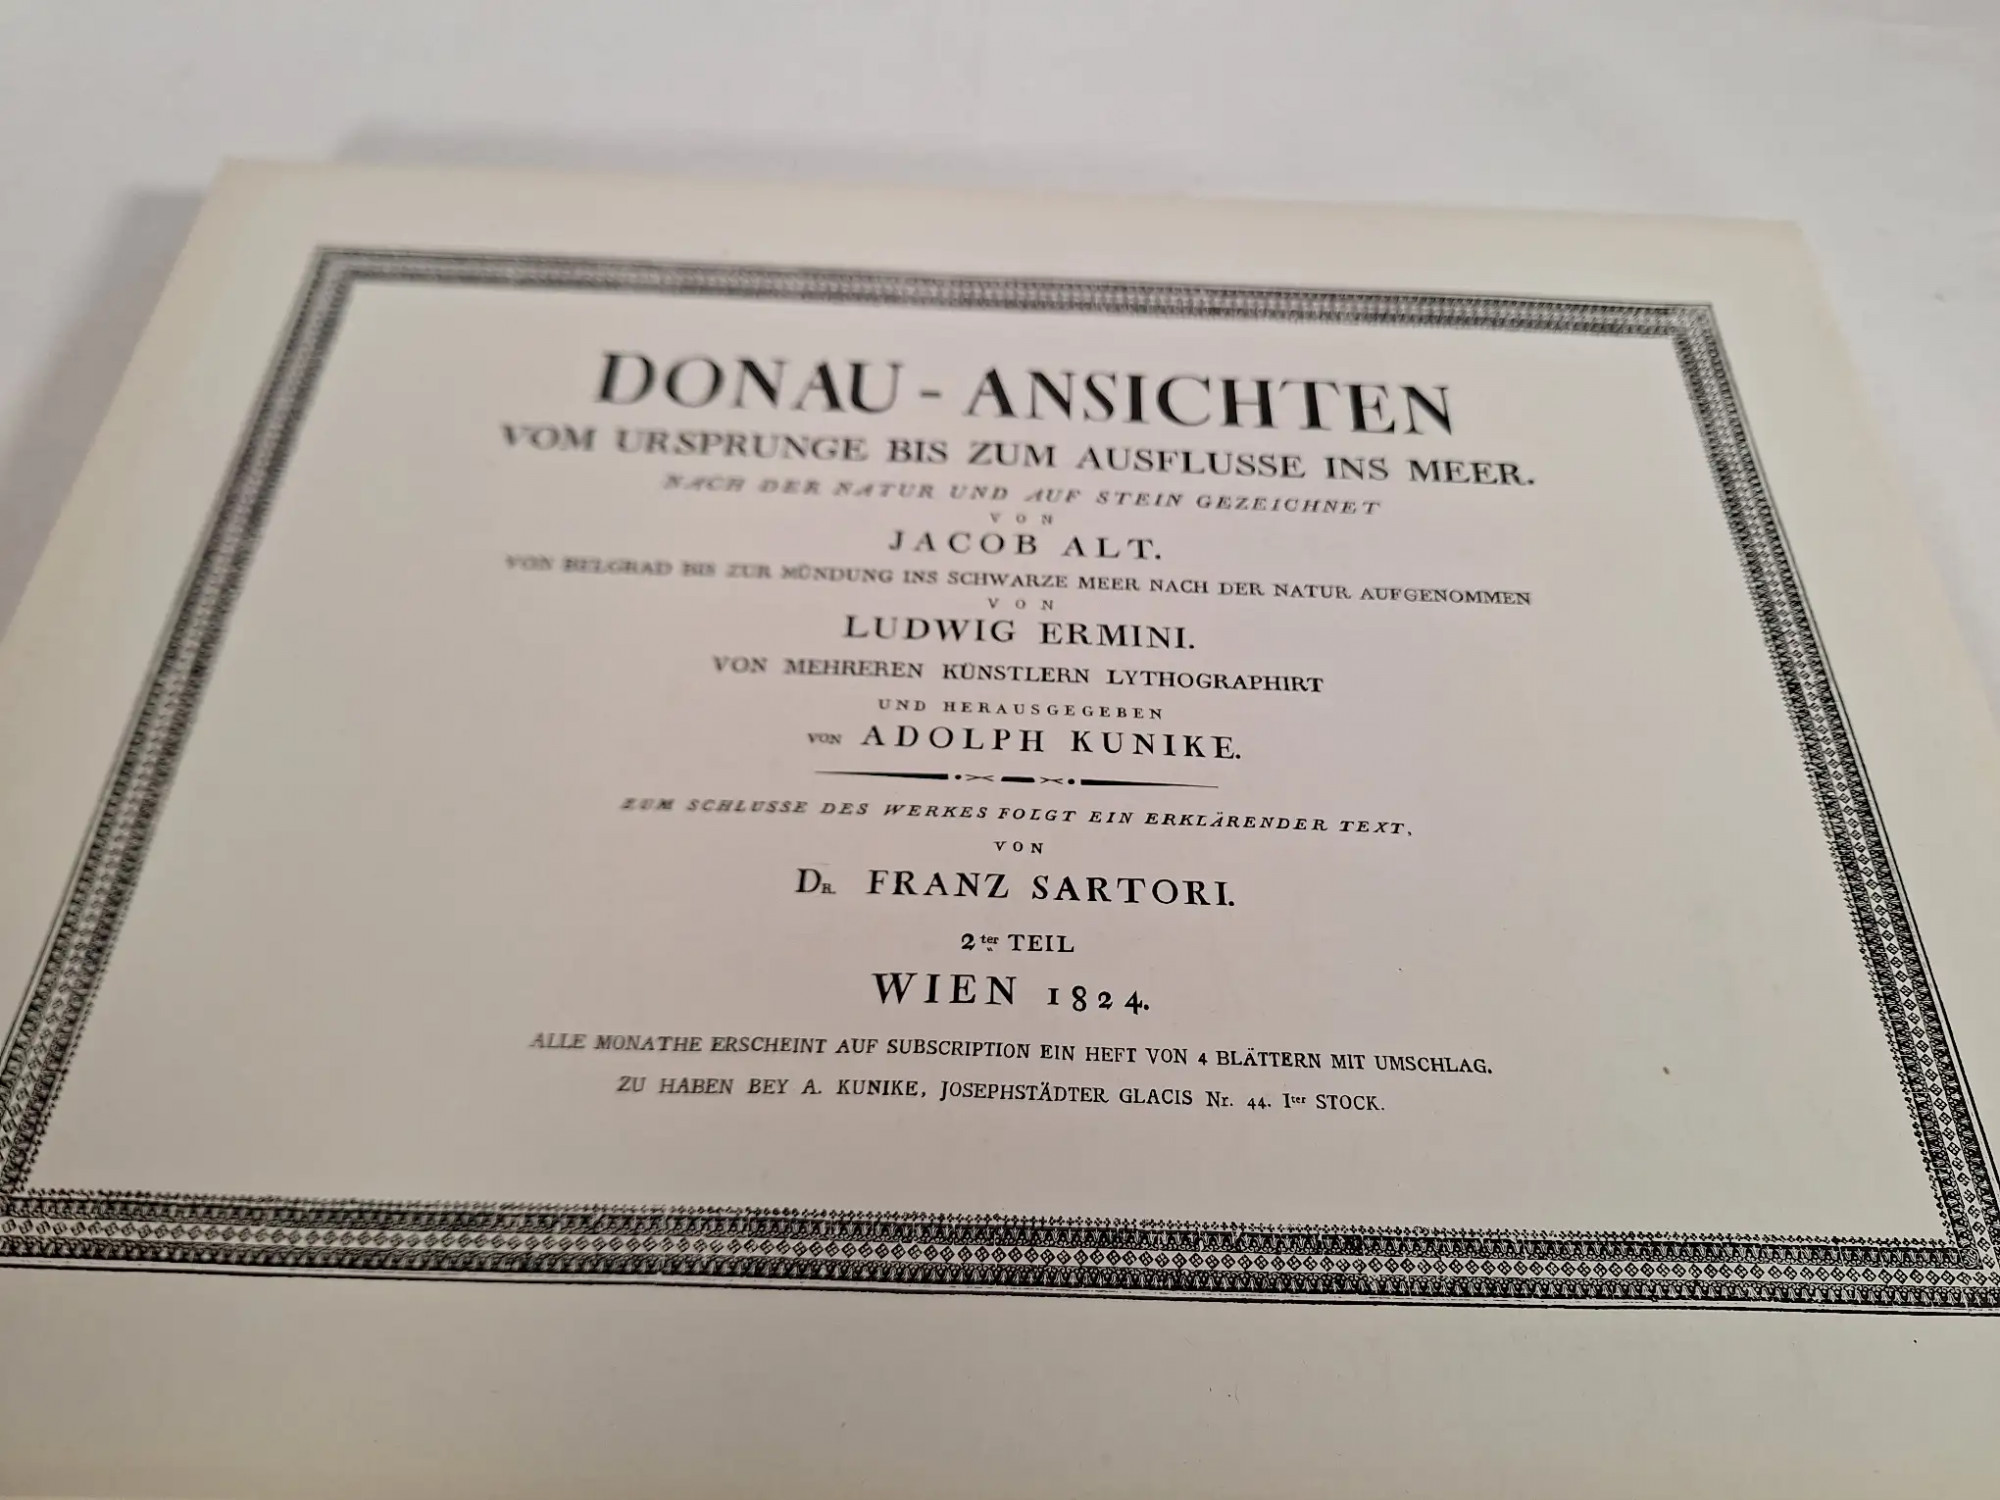 DONAU - ANSICHTEN
VOM URSPRUNGE BIS ZUM AUSFLUSSE INS MEER.
NACH DER NATUR UND AUF STEIN GEZEICHNET
VON
JACOB ALT.
VON BELGRAD BIS ZUR MÜNDUNG INS SCHWARZE MEER NACH DER NATUR AUFGENOMMEN
VON
LUDWIG ERMINI.
VON MEHREREN KÜNSTLERN LYTHOGRAPHIRT
UND HERAUSGEGEBEN
VON ADOLPH KUNIKE.
ZUM SCHLUSSE DES WERKES FOLGT EIN ERKLÄRENDER TEXT,
VON
DR. FRANZ SARTORI.
2ter TEIL
WIEN 1824.
ALLE MONATHE ERSCHEINT AUF SUBSCRIPTION EIN HEFT VON 4 BLÄTTERN MIT UMSCHLAG.
ZU HABEN BEY A. KUNIKE, JOSEPHSTÄDTER GLACIS Nr. 44. Iter STOCK.